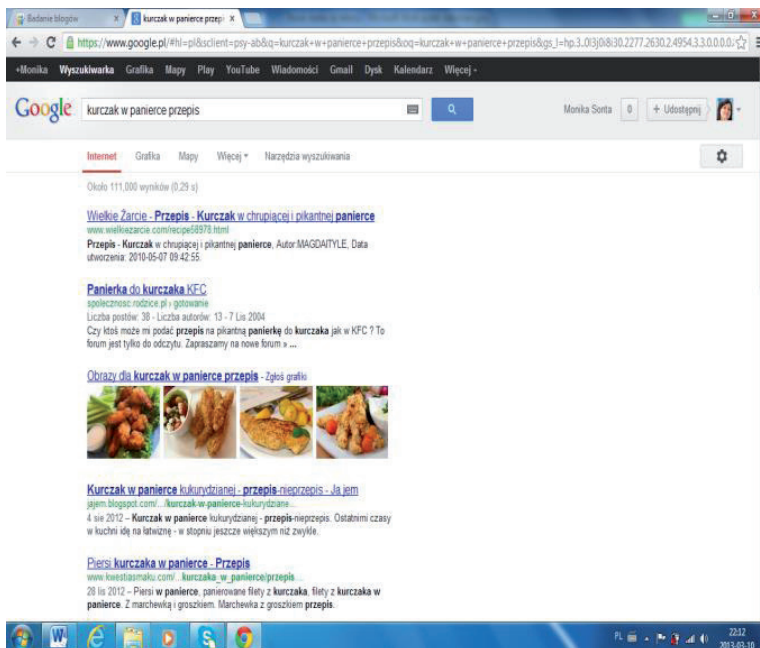 Badanie blogów
kurczak w panierce przep
https://www.google.pl/#hl=pl&sclient=psy-ab&q=kurczak+w+panierce+przepis&oq=kurczak+w+panierce+przepis&gs_l=hp.3.0i3j0i8i30.2277.2630.2.4954.3.3.0.0.0.0.
+Monika Wyszukiwarka Grafika Mapy Play YouTube Wiadomości Gmail Dysk Kalendarz Więcej
Google kurczak w panierce przepis Monika Sonta 0 + Udostępnij
Internet Grafika Mapy Więcej Narzędzia wyszukiwania
Około 111,000 wyników (0,29 s)
Wielkie Żarcie - Przepis - Kurczak w chrupiącej i pikantnej panierce
www.wielkiezarcie.com/recipe58978.html
Przepis - Kurczak w chrupiącej i pikantnej panierce, Autor:MAGDAITYLE, Data
utworzenia: 2010-05-07 09:42:55.
Panierka do kurczaka KFC
spolecznosc.rodzice.pl › gotowanie
Liczba postów: 38 - Liczba autorów: 13 - 7 Lis 2004
Czy ktoś może mi podać przepis na pikantną panierkę do kurczaka jak w KFC ? To
forum jest tylko do odczytu. Zapraszamy na nowe forum » ...
Obrazy dla kurczak w panierce przepis - Zgłoś grafiki
Kurczak w panierce kukurydzianej - przepis-nieprzepis - Ja jem
jajem.blogspot.com/.../kurczak-w-panierce-kukurydziane...
4 sie 2012 – Kurczak w panierce kukurydzianej - przepis-nieprzepis. Ostatnimi czasy
w kuchni idę na łatwiznę - w stopniu jeszcze większym niż zwykle.
Piersi kurczaka w panierce - Przepis
www.kwestiasmaku.com/...kurczaka_w_panierce/przepis...
28 lis 2012 – Piersi w panierce, panierowane filety z kurczaka, filety z kurczaka w
panierce. Z marchewką i groszkiem. Marchewka z groszkiem przepis.
PL 22:12
2013-03-10